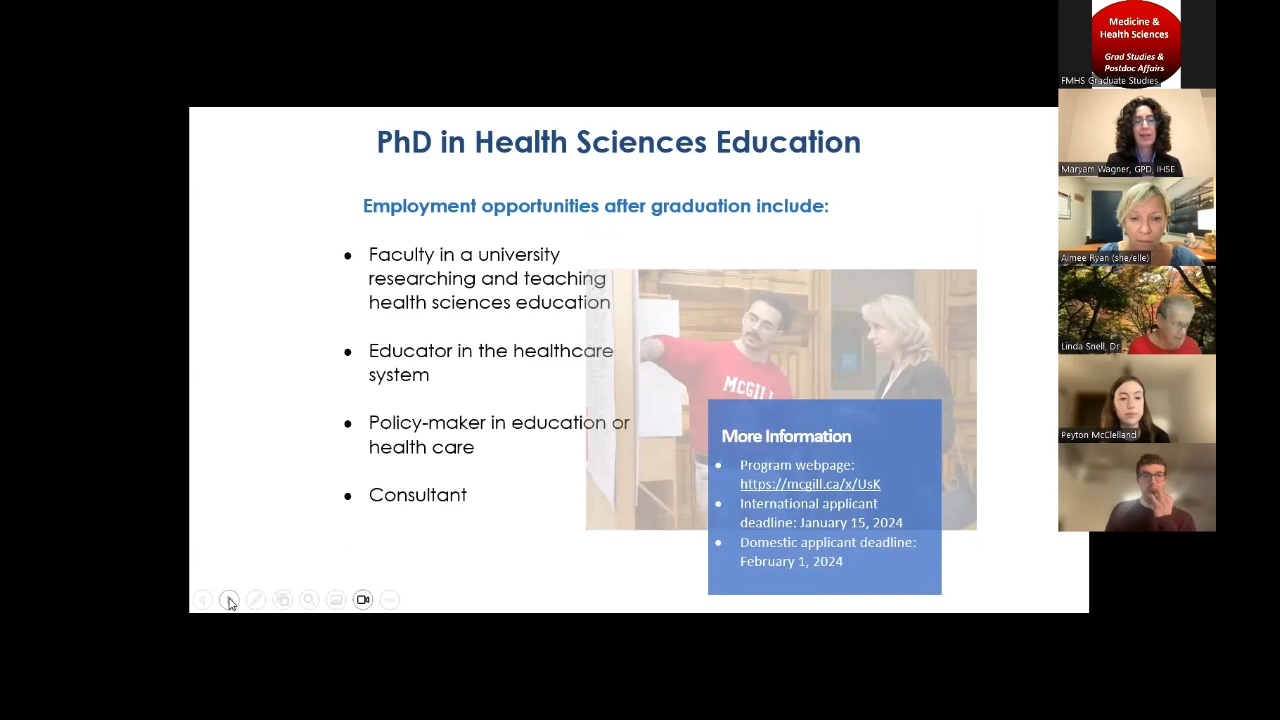 PhD in Health Sciences Education
Employment opportunities after graduation include:
• Faculty in a university
researching and teaching
health sciences education
• Educator in the healthcare
system
• Policy-maker in education or
health care
• Consultant
MCGILL
More Information
• Program webpage:
https://mcgill.ca/x/UsK
• International applicant
deadline: January 15, 2024
• Domestic applicant deadline:
February 1, 2024
Medicine &
Health Sciences
Grad Studies &
Postdoc Affairs
FMHS Graduate Studies
Maryam Wagner, GPD, IHSE
Aimee Ryan (she/elle)
Linda Snell, Dr
Peyton McClelland